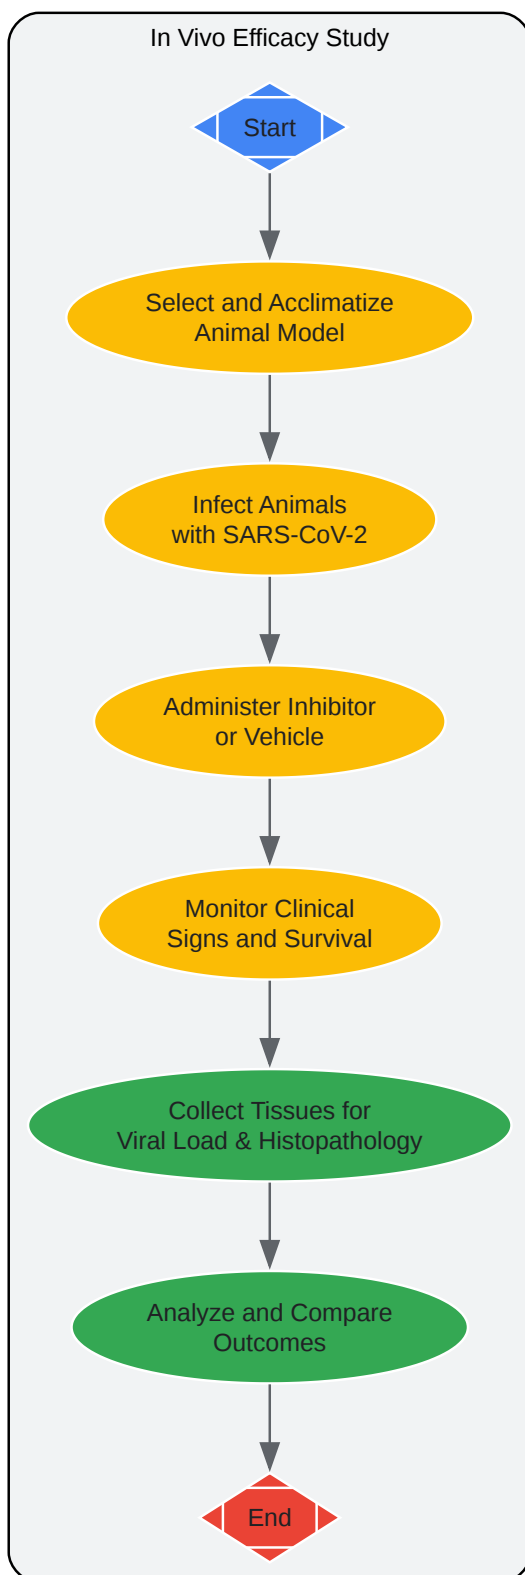 In Vivo Efficacy Study
Start
Select and Acclimatize
Animal Model
Infect Animals
with SARS-CoV-2
Administer Inhibitor
or Vehicle
Monitor Clinical
Signs and Survival
Collect Tissues for
Viral Load & Histopathology
Analyze and Compare
Outcomes
End